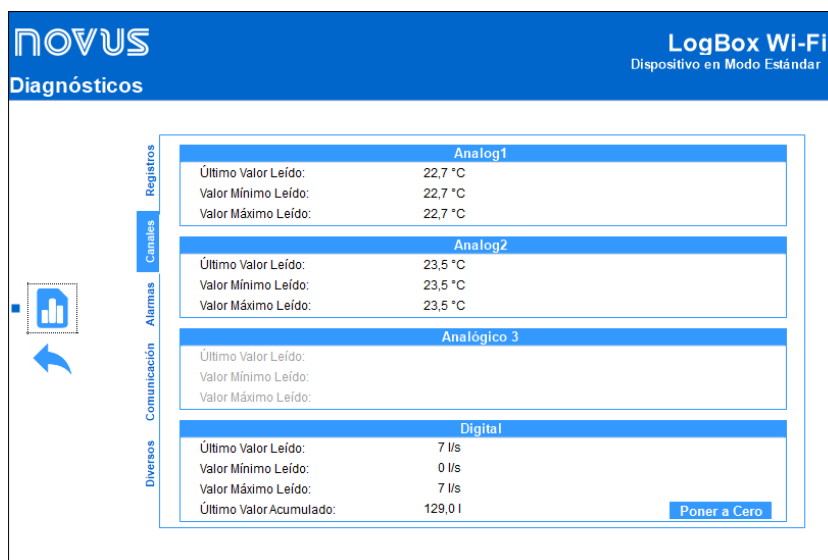 novus
LogBox Wi-Fi
Dispositivo en Modo Estándar
Diagnósticos
Registros
Canales
Alarmas
Comunicación
Diversos
Analog1
Último Valor Leído: 22,7 °C
Valor Mínimo Leído: 22,7 °C
Valor Máximo Leído: 22,7 °C
Analog2
Último Valor Leído: 23,5 °C
Valor Mínimo Leído: 23,5 °C
Valor Máximo Leído: 23,5 °C
Analógico 3
Último Valor Leído:
Valor Mínimo Leído:
Valor Máximo Leído:
Digital
Último Valor Leído: 7 l/s
Valor Mínimo Leído: 0 l/s
Valor Máximo Leído: 7 l/s
Último Valor Acumulado: 129,0 l
Poner a Cero